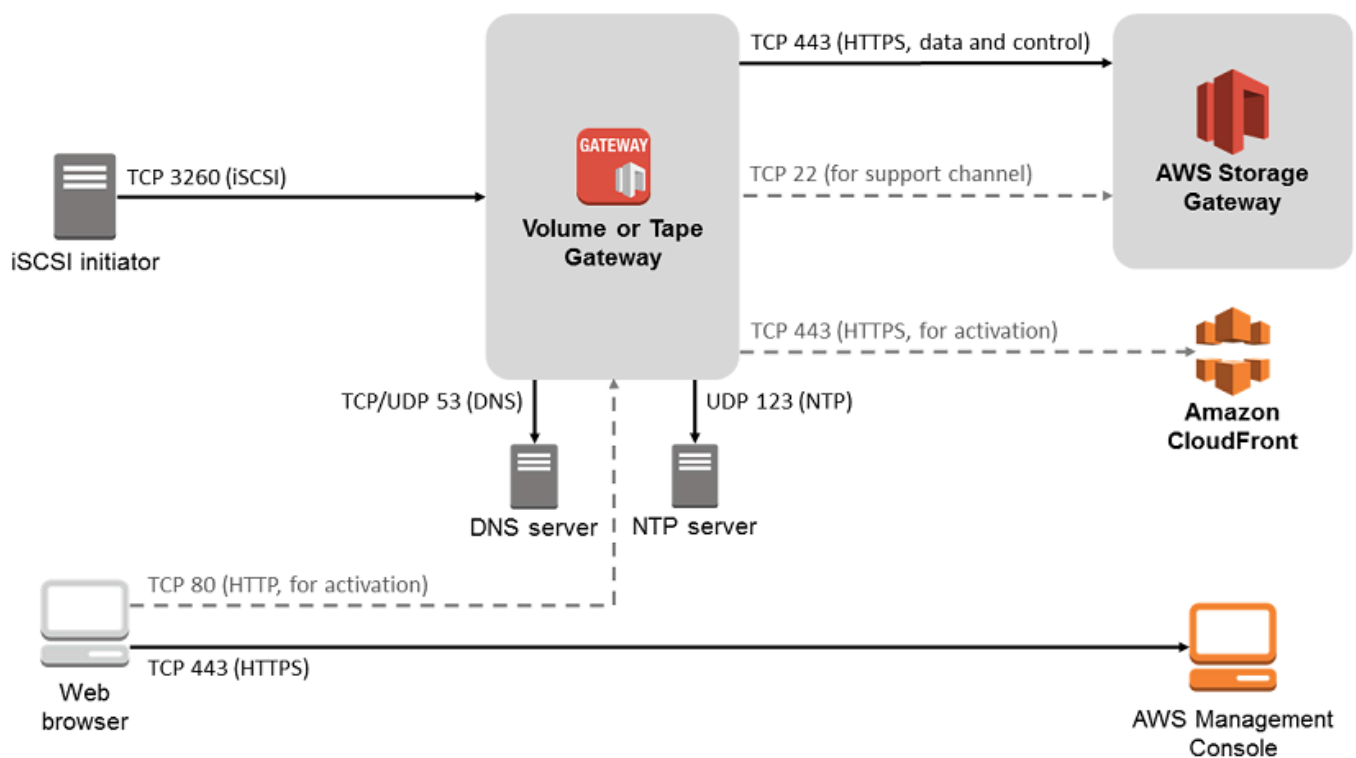 TCP 443 (HTTPS, data and control)
GATEWAY
TCP 3260 (iSCSI)
TCP 22 (for support channel)
AWS Storage
Gateway
Volume or Tape
Gateway
iSCSI initiator
TCP 443 (HTTPS, for activation)
TCP/UDP 53 (DNS)
UDP 123 (NTP)
Amazon
CloudFront
DNS server
NTP server
TCP 80 (HTTP, for activation)
TCP 443 (HTTPS)
Web
browser
AWS Management
Console